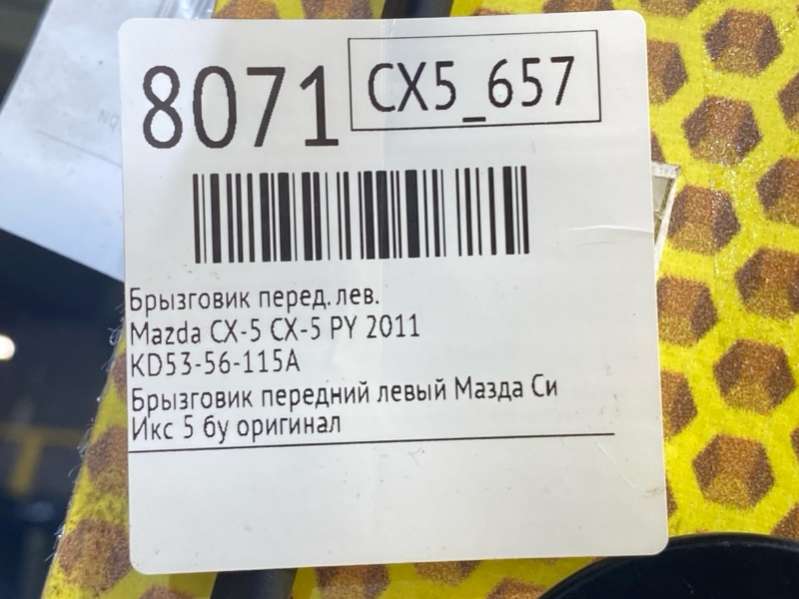 8071
CX5_657
Брызговик перед. лев.
Mazda CX-5 CX-5 PY 2011
KD53-56-115A
Брызговик передний левый Мазда Си
Икс 5 бу оригинал